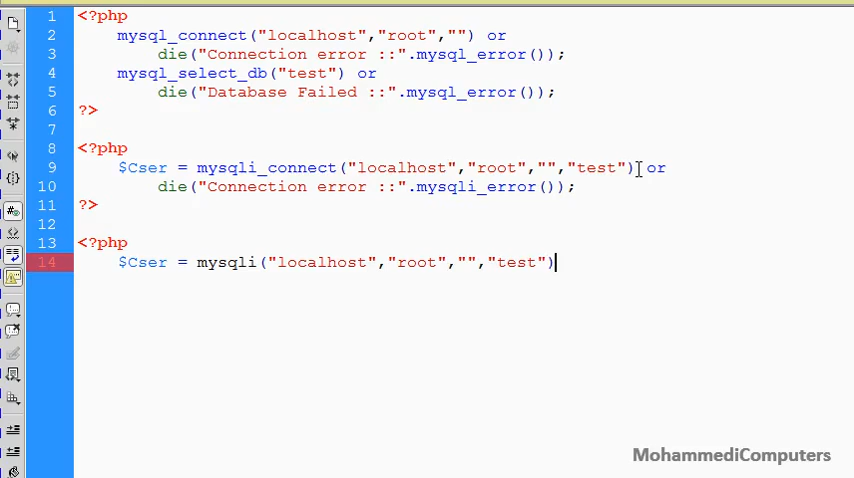 1 <?php
2 mysql_connect("localhost","root","") or
3 die("Connection error ::".mysql_error());
4 mysql_select_db("test") or
5 die("Database Failed ::".mysql_error());
6 ?>
7
8 <?php
9 $Cser = mysqli_connect("localhost","root","","test") or
10 die("Connection error ::".mysqli_error());
11 ?>
12
13 <?php
14 $Cser = mysqli("localhost","root","","test")
MohammediComputers